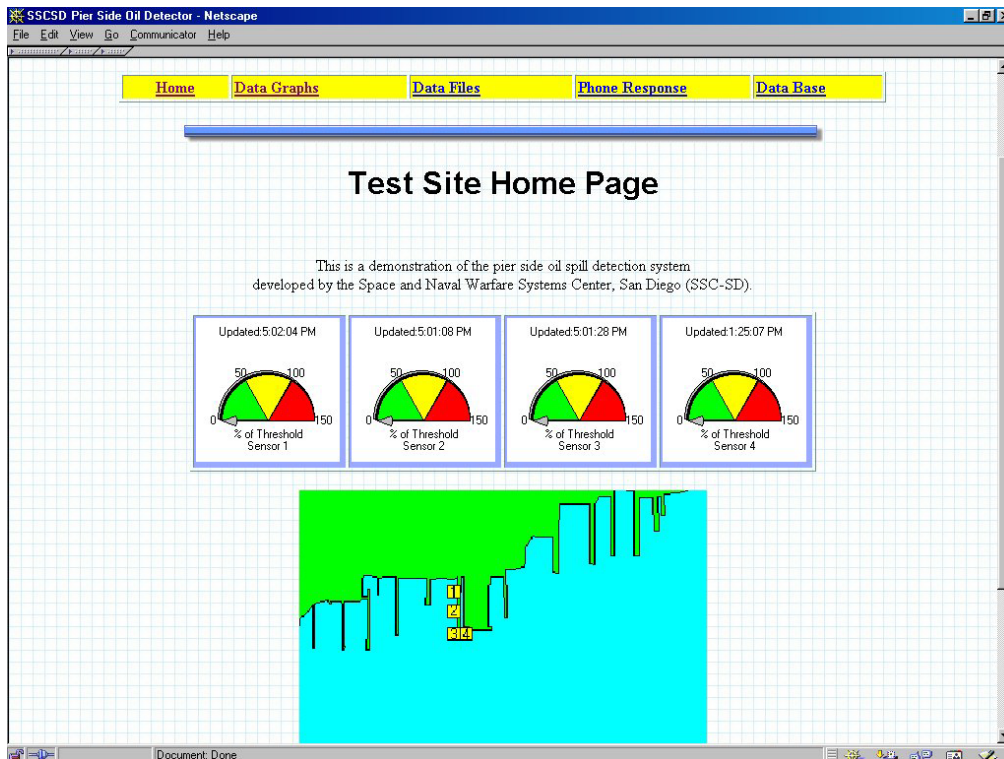 SSCSD Pier Side Oil Detector - Netscape
File Edit View Go Communicator Help
Home Data Graphs Data Files Phone Response Data Base
Test Site Home Page
This is a demonstration of the pier side oil spill detection system
developed by the Space and Naval Warfare Systems Center, San Diego (SSC-SD).
Updated:5:02:04 PM
0 50 100 150
% of Threshold
Sensor 1
Updated:5:01:08 PM
0 50 100 150
% of Threshold
Sensor 2
Updated:5:01:28 PM
0 50 100 150
% of Threshold
Sensor 3
Updated:1:25:07 PM
0 50 100 150
% of Threshold
Sensor 4
1
2
3 4
Document: Done